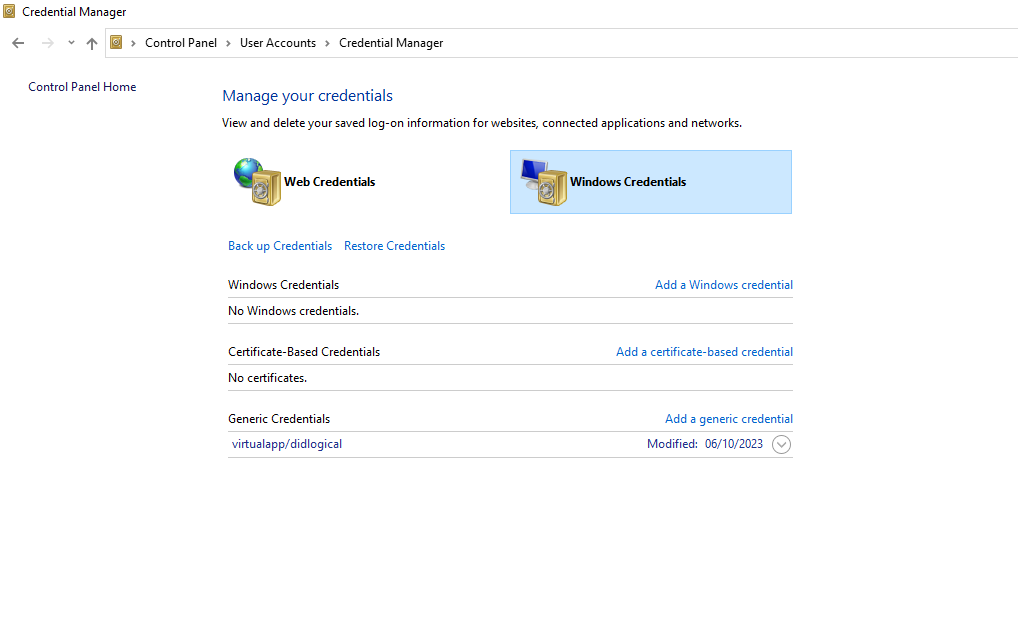 Credential Manager
Control Panel > User Accounts > Credential Manager
Control Panel Home
Manage your credentials
View and delete your saved log-on information for websites, connected applications and networks.
Web Credentials
Windows Credentials
Back up Credentials Restore Credentials
Windows Credentials Add a Windows credential
No Windows credentials.
Certificate-Based Credentials Add a certificate-based credential
No certificates.
Generic Credentials Add a generic credential
virtualapp/didlogical Modified: 06/10/2023